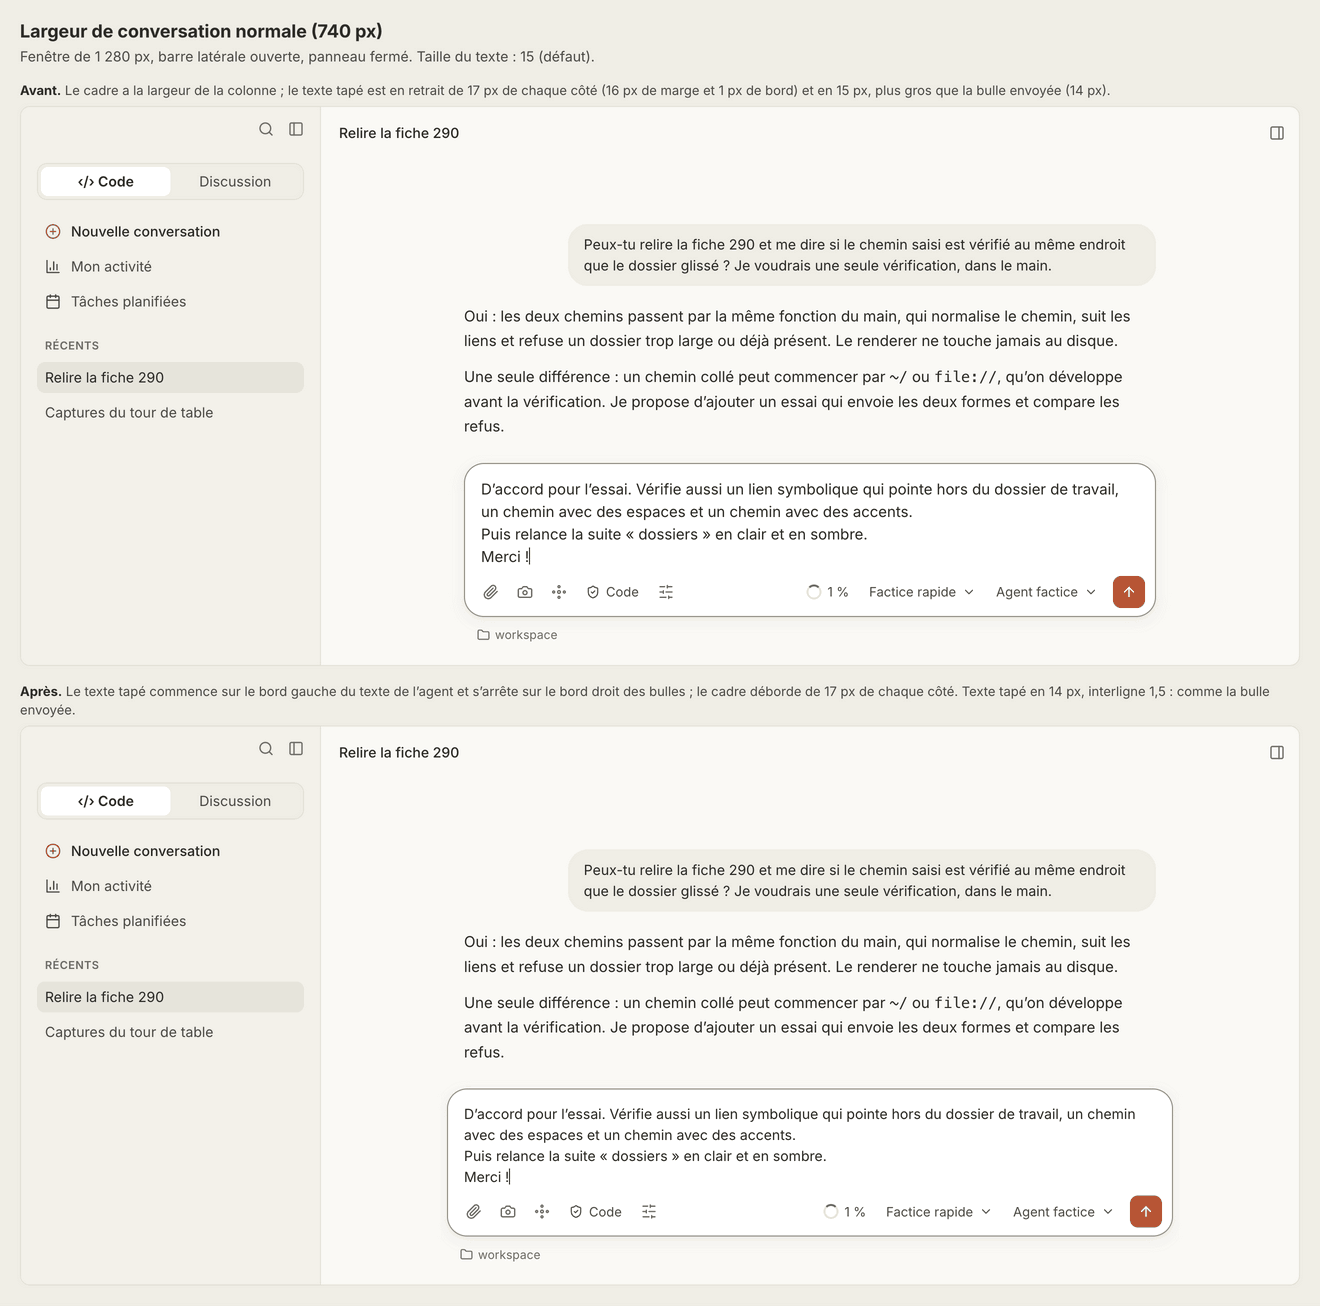 Largeur de conversation normale (740 px)
Fenêtre de 1 280 px, barre latérale ouverte, panneau fermé. Taille du texte : 15 (défaut).
Avant. Le cadre a la largeur de la colonne ; le texte tapé est en retrait de 17 px de chaque côté (16 px de marge et 1 px de bord) et en 15 px, plus gros que la bulle envoyée (14 px).
Relire la fiche 290
Code
Discussion
Nouvelle conversation
Mon activité
Tâches planifiées
RÉCENTS
Relire la fiche 290
Captures du tour de table
Peux-tu relire la fiche 290 et me dire si le chemin saisi est vérifié au même endroit
que le dossier glissé ? Je voudrais une seule vérification, dans le main.
Oui : les deux chemins passent par la même fonction du main, qui normalise le chemin, suit les
liens et refuse un dossier trop large ou déjà présent. Le renderer ne touche jamais au disque.
Une seule différence : un chemin collé peut commencer par ~/ ou file://, qu’on développe
avant la vérification. Je propose d’ajouter un essai qui envoie les deux formes et compare les
refus.
D’accord pour l’essai. Vérifie aussi un lien symbolique qui pointe hors du dossier de travail,
un chemin avec des espaces et un chemin avec des accents.
Puis relance la suite « dossiers » en clair et en sombre.
Merci !
Code
1 %
Factice rapide
Agent factice
workspace
Après. Le texte tapé commence sur le bord gauche du texte de l’agent et s’arrête sur le bord droit des bulles ; le cadre déborde de 17 px de chaque côté. Texte tapé en 14 px, interligne 1,5 : comme la bulle
envoyée.
Relire la fiche 290
Code
Discussion
Nouvelle conversation
Mon activité
Tâches planifiées
RÉCENTS
Relire la fiche 290
Captures du tour de table
Peux-tu relire la fiche 290 et me dire si le chemin saisi est vérifié au même endroit
que le dossier glissé ? Je voudrais une seule vérification, dans le main.
Oui : les deux chemins passent par la même fonction du main, qui normalise le chemin, suit les
liens et refuse un dossier trop large ou déjà présent. Le renderer ne touche jamais au disque.
Une seule différence : un chemin collé peut commencer par ~/ ou file://, qu’on développe
avant la vérification. Je propose d’ajouter un essai qui envoie les deux formes et compare les
refus.
D’accord pour l’essai. Vérifie aussi un lien symbolique qui pointe hors du dossier de travail, un chemin
avec des espaces et un chemin avec des accents.
Puis relance la suite « dossiers » en clair et en sombre.
Merci !
Code
1 %
Factice rapide
Agent factice
workspace